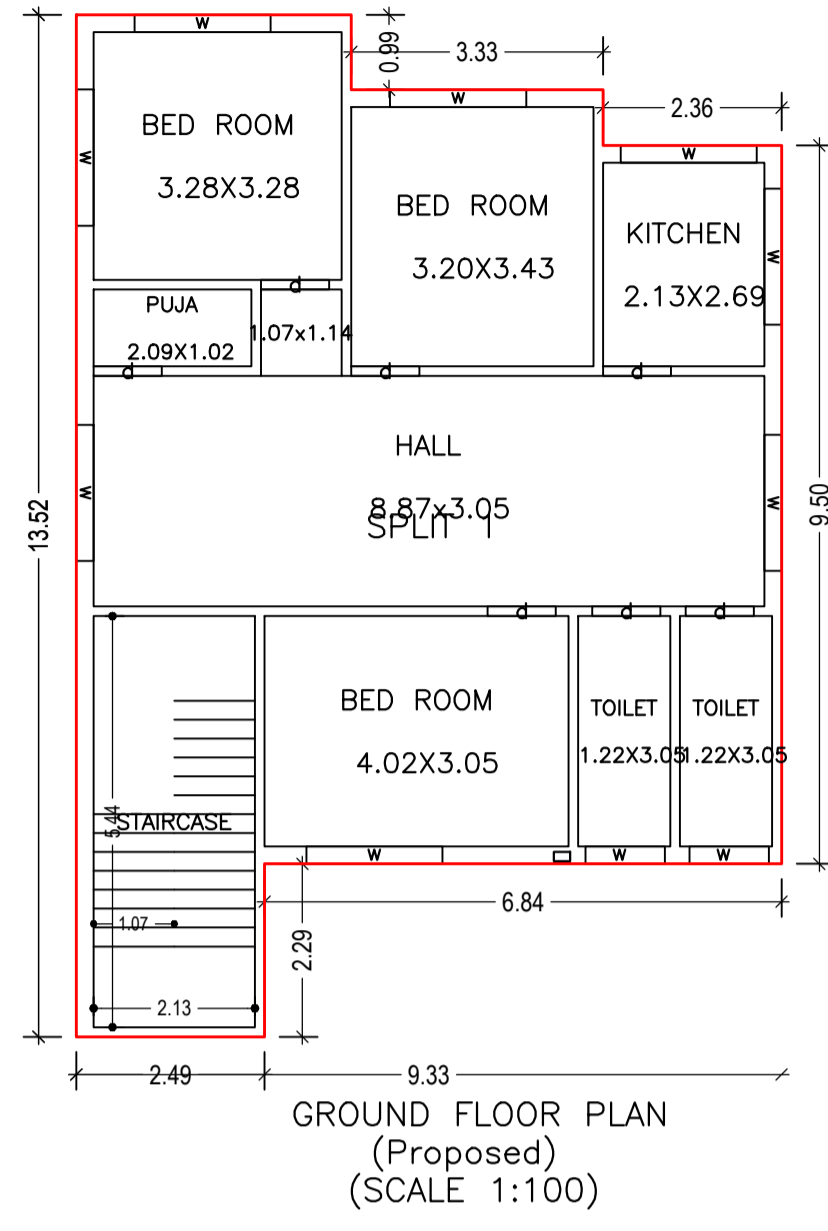 W
0.99
3.33
W
2.36
W
BED ROOM
3.28X3.28
W
BED ROOM
3.20X3.43
KITCHEN
2.13X2.69
W
d
PUJA
2.09X1.02
1.07x1.14
d
d
d
HALL
8.87x3.05
SPLIT 1
W
W
13.52
9.50
d
d
d
BED ROOM
4.02X3.05
TOILET
1.22X3.05
TOILET
1.22X3.05
STAIRCASE
5.44
W
W
W
1.07
6.84
2.29
2.13
2.49
9.33
GROUND FLOOR PLAN
(Proposed)
(SCALE 1:100)